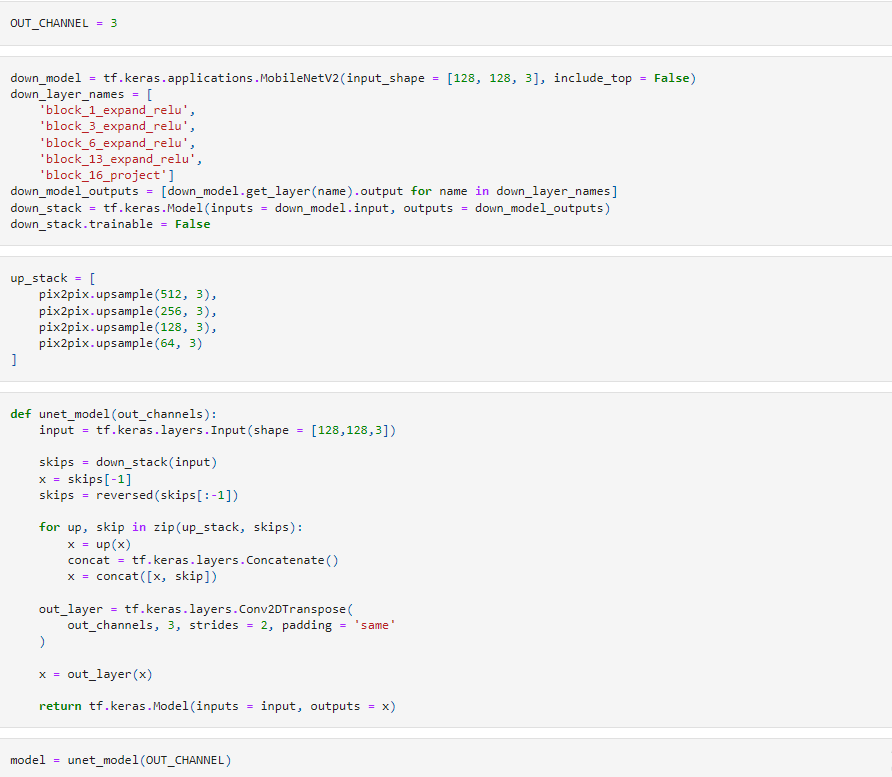 OUT_CHANNEL = 3
down_model = tf.keras.applications.MobileNetV2(input_shape = [128, 128, 3], include_top = False)
down_layer_names = [
    'block_1_expand_relu',
    'block_3_expand_relu',
    'block_6_expand_relu',
    'block_13_expand_relu',
    'block_16_project']
down_model_outputs = [down_model.get_layer(name).output for name in down_layer_names]
down_stack = tf.keras.Model(inputs = down_model.input, outputs = down_model_outputs)
down_stack.trainable = False
up_stack = [
    pix2pix.upsample(512, 3),
    pix2pix.upsample(256, 3),
    pix2pix.upsample(128, 3),
    pix2pix.upsample(64, 3)
]
def unet_model(out_channels):
    input = tf.keras.layers.Input(shape = [128,128,3])
    skips = down_stack(input)
    x = skips[-1]
    skips = reversed(skips[:-1])
    for up, skip in zip(up_stack, skips):
        x = up(x)
        concat = tf.keras.layers.Concatenate()
        x = concat([x, skip])
    out_layer = tf.keras.layers.Conv2DTranspose(
        out_channels, 3, strides = 2, padding = 'same'
    )
    x = out_layer(x)
    return tf.keras.Model(inputs = input, outputs = x)
model = unet_model(OUT_CHANNEL)